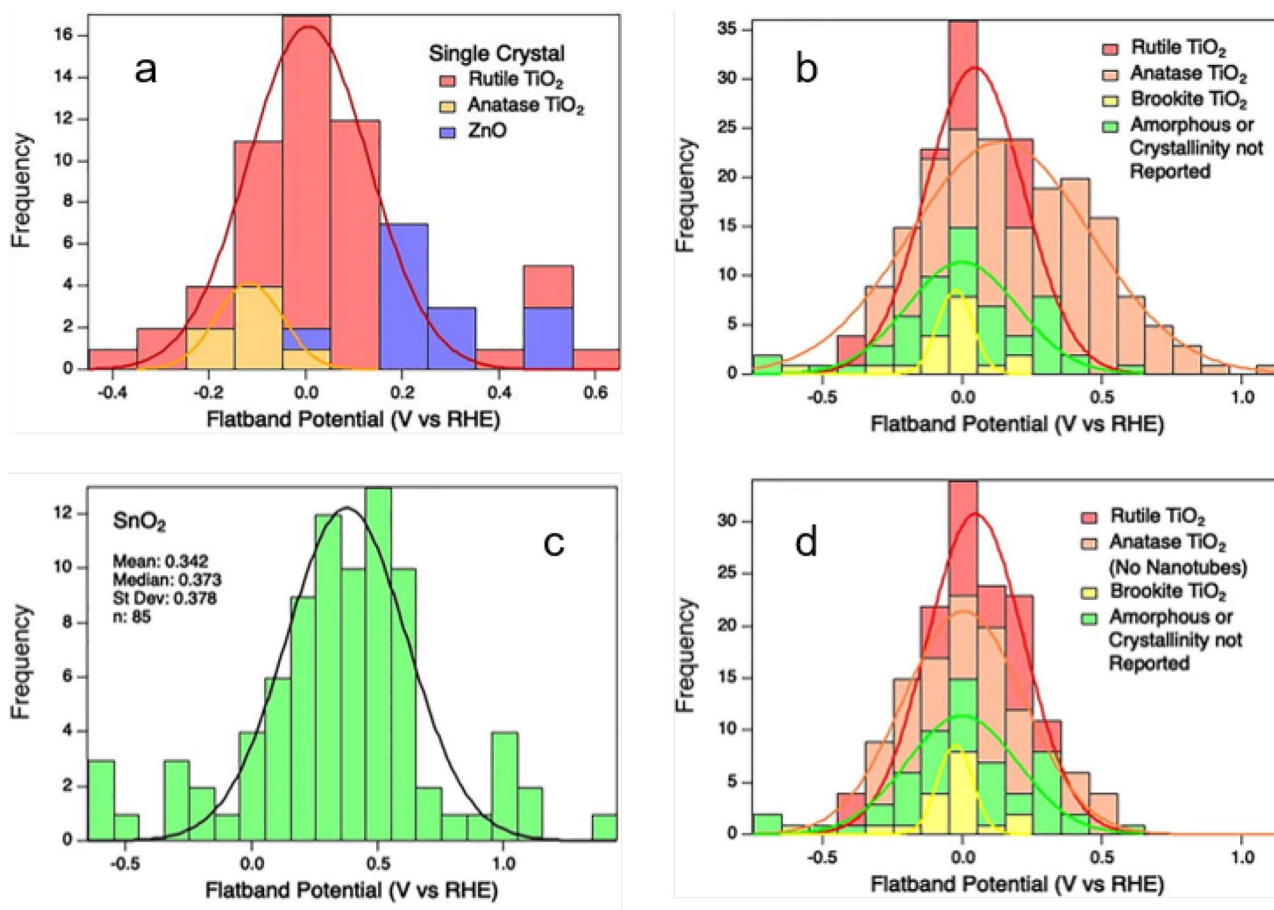 a
Single Crystal
Rutile TiO₂
Anatase TiO₂
ZnO
Frequency
16
14
12
10
8
6
4
2
0
-0.4
-0.2
0.0
0.2
0.4
0.6
Flatband Potential (V vs RHE)
b
Rutile TiO₂
Anatase TiO₂
Brookite TiO₂
Amorphous or
Crystallinity not
Reported
Frequency
35
30
25
20
15
10
5
0
-0.5
0.0
0.5
1.0
Flatband Potential (V vs RHE)
c
SnO₂
Mean: 0.342
Median: 0.373
St Dev: 0.378
n: 85
Frequency
12
10
8
6
4
2
0
-0.5
0.0
0.5
1.0
Flatband Potential (V vs RHE)
d
Rutile TiO₂
Anatase TiO₂
(No Nanotubes)
Brookite TiO₂
Amorphous or
Crystallinity not
Reported
Frequency
30
25
20
15
10
5
0
-0.5
0.0
0.5
1.0
Flatband Potential (V vs RHE)